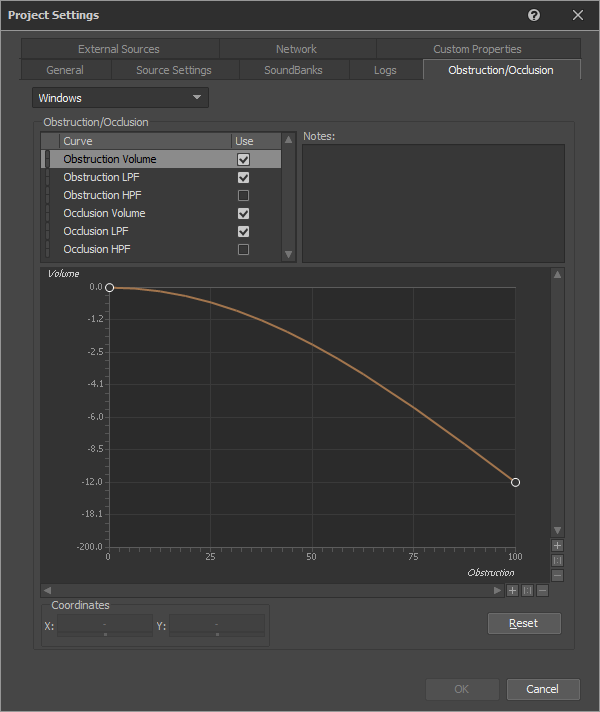 Project Settings
External Sources Network Custom Properties
General Source Settings SoundBanks Logs Obstruction/Occlusion
Windows
Obstruction/Occlusion
Curve Use
Notes:
Obstruction Volume
Obstruction LPF
Obstruction HPF
Occlusion Volume
Occlusion LPF
Occlusion HPF
Volume
0.0
-1.2
-2.5
-4.1
-6.0
-8.5
-12.0
-18.1
-200.0
0 25 50 75 100
Obstruction
Coordinates
X: - Y: -
Reset
OK Cancel